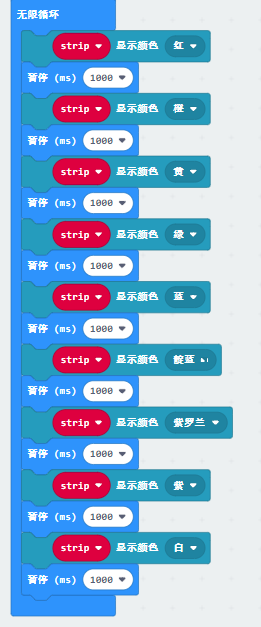 无限循环
strip 显示颜色 红
暂停 (ms) 1000
strip 显示颜色 橙
暂停 (ms) 1000
strip 显示颜色 黄
暂停 (ms) 1000
strip 显示颜色 绿
暂停 (ms) 1000
strip 显示颜色 蓝
暂停 (ms) 1000
strip 显示颜色 靛蓝
暂停 (ms) 1000
strip 显示颜色 紫罗兰
暂停 (ms) 1000
strip 显示颜色 紫
暂停 (ms) 1000
strip 显示颜色 白
暂停 (ms) 1000